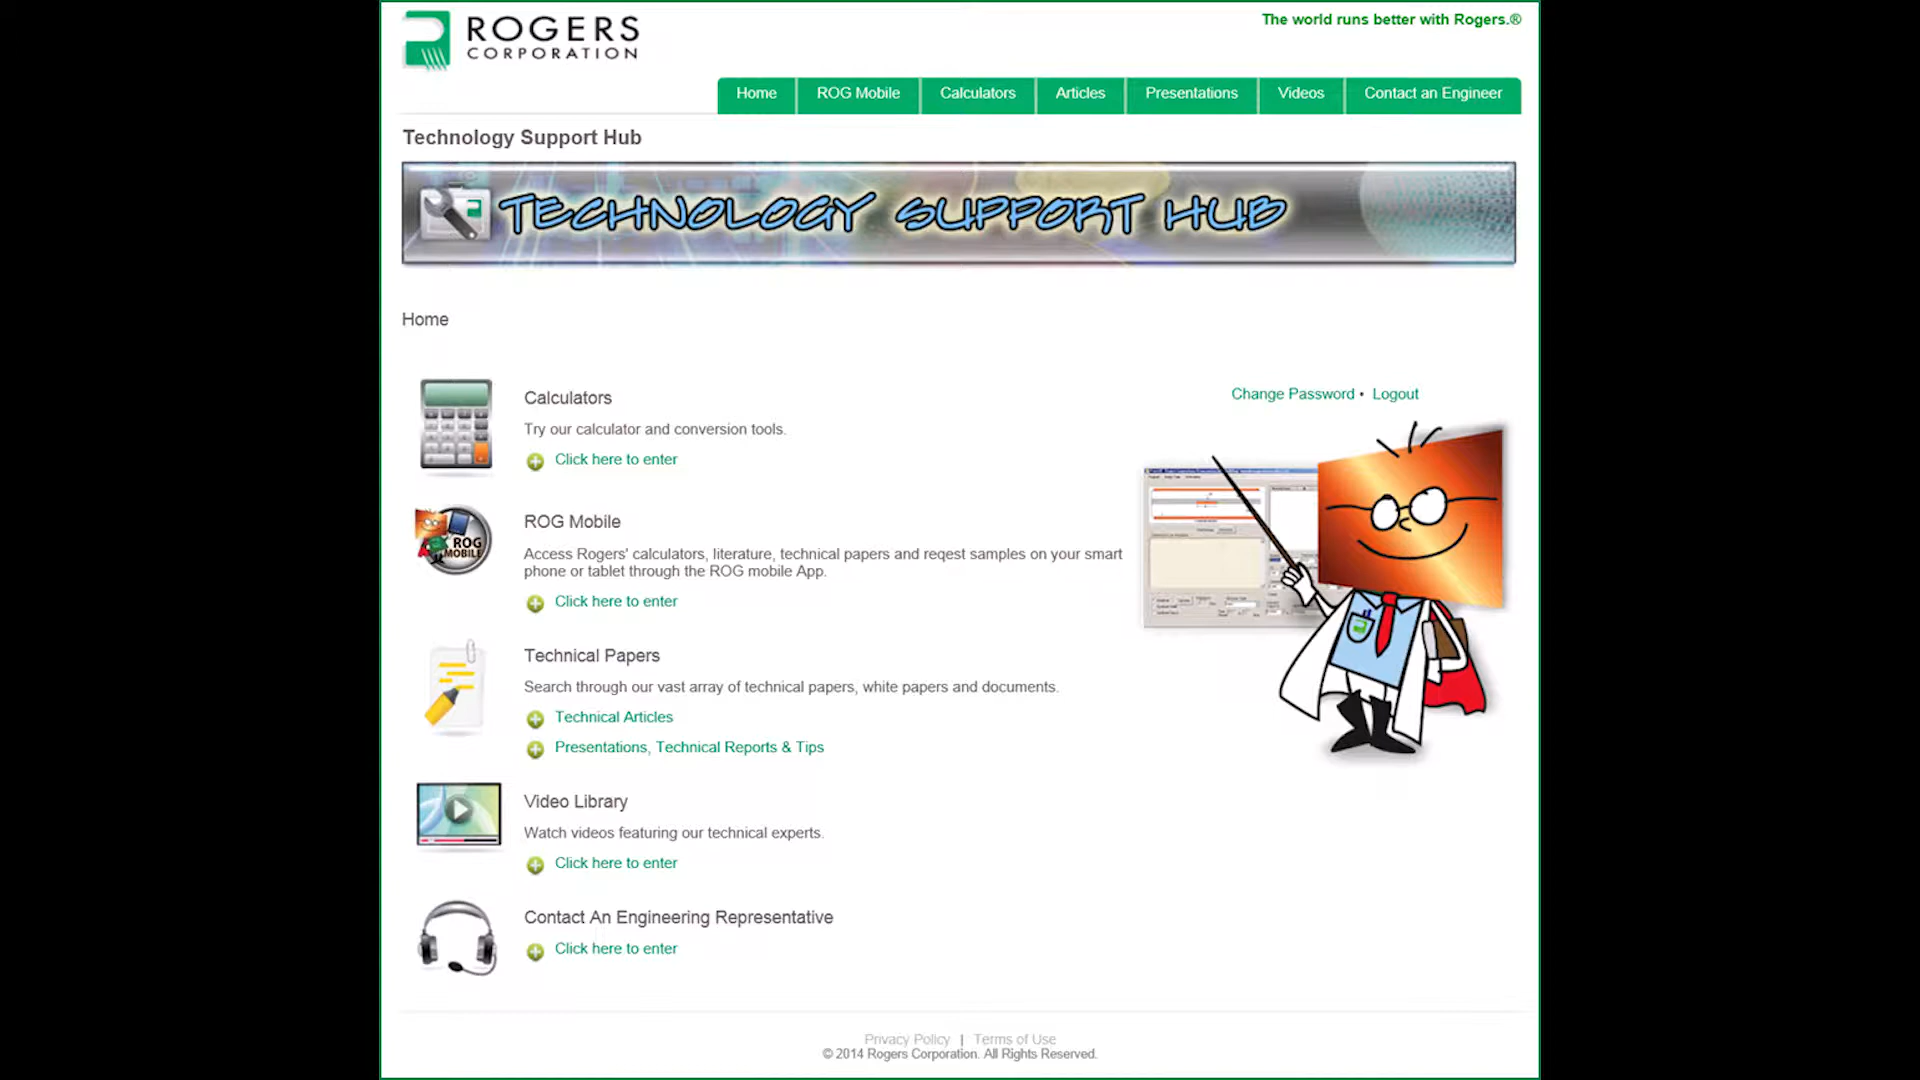 ROGERS
CORPORATION
The world runs better with Rogers.®
Home
ROG Mobile
Calculators
Articles
Presentations
Videos
Contact an Engineer
Technology Support Hub
TECHNOLOGY SUPPORT HUB
Home
Calculators
Try our calculator and conversion tools.
Click here to enter
Change Password • Logout
ROG Mobile
ROG
MOBILE
Access Rogers' calculators, literature, technical papers and reqest samples on your smart
phone or tablet through the ROG mobile App.
Click here to enter
Technical Papers
Search through our vast array of technical papers, white papers and documents.
Technical Articles
Presentations, Technical Reports & Tips
Video Library
Watch videos featuring our technical experts.
Click here to enter
Contact An Engineering Representative
Click here to enter
Privacy Policy | Terms of Use
© 2014 Rogers Corporation. All Rights Reserved.